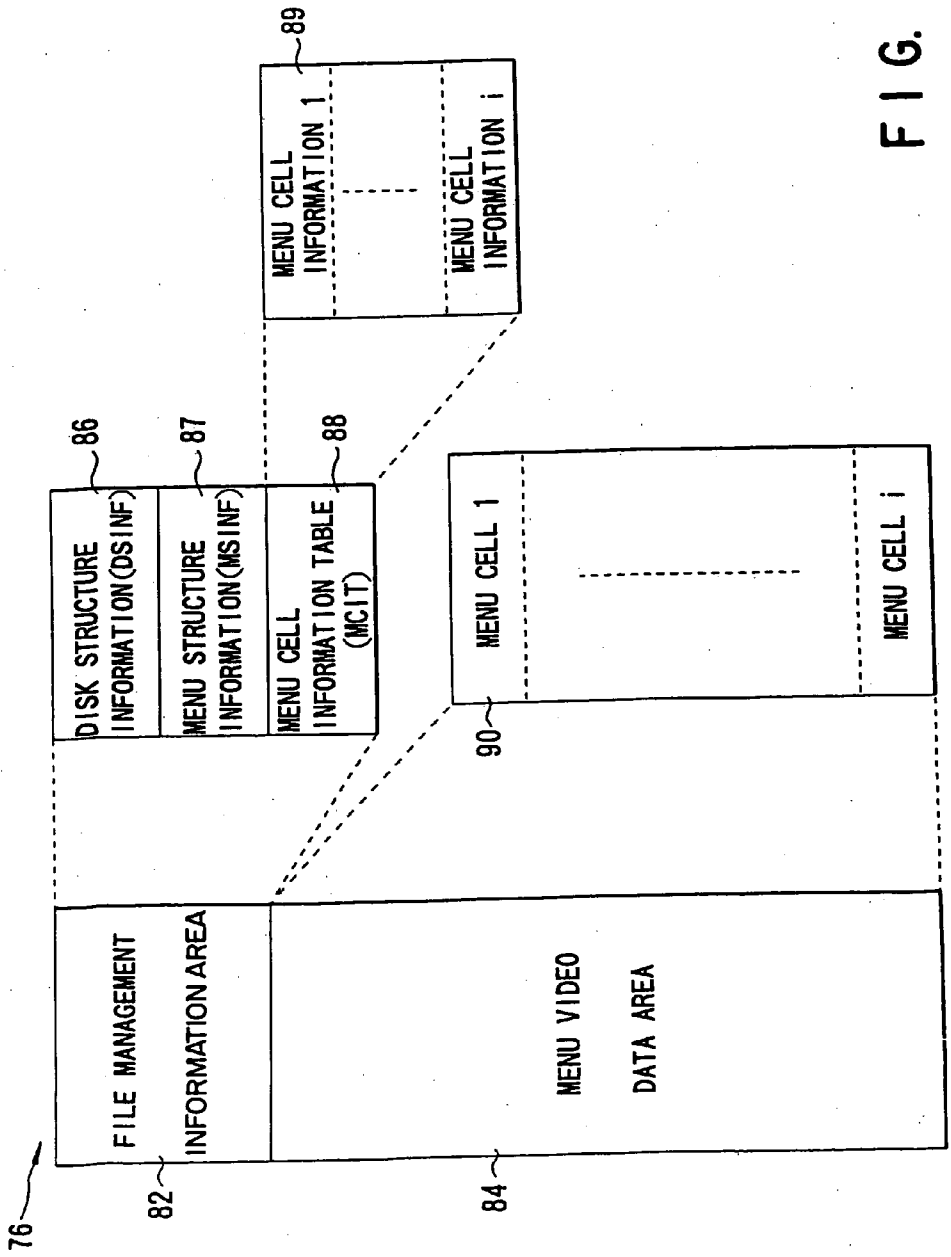 76
FILE MANAGEMENT
INFORMATION AREA
82
MENU VIDEO
DATA AREA
84
DISK STRUCTURE
INFORMATION(DSINF)
86
MENU STRUCTURE
INFORMATION(MSINF)
87
MENU CELL
INFORMATION TABLE
(MCIT)
88
MENU CELL
INFORMATION 1
89
MENU CELL
INFORMATION i
MENU CELL 1
90
MENU CELL i
FIG.